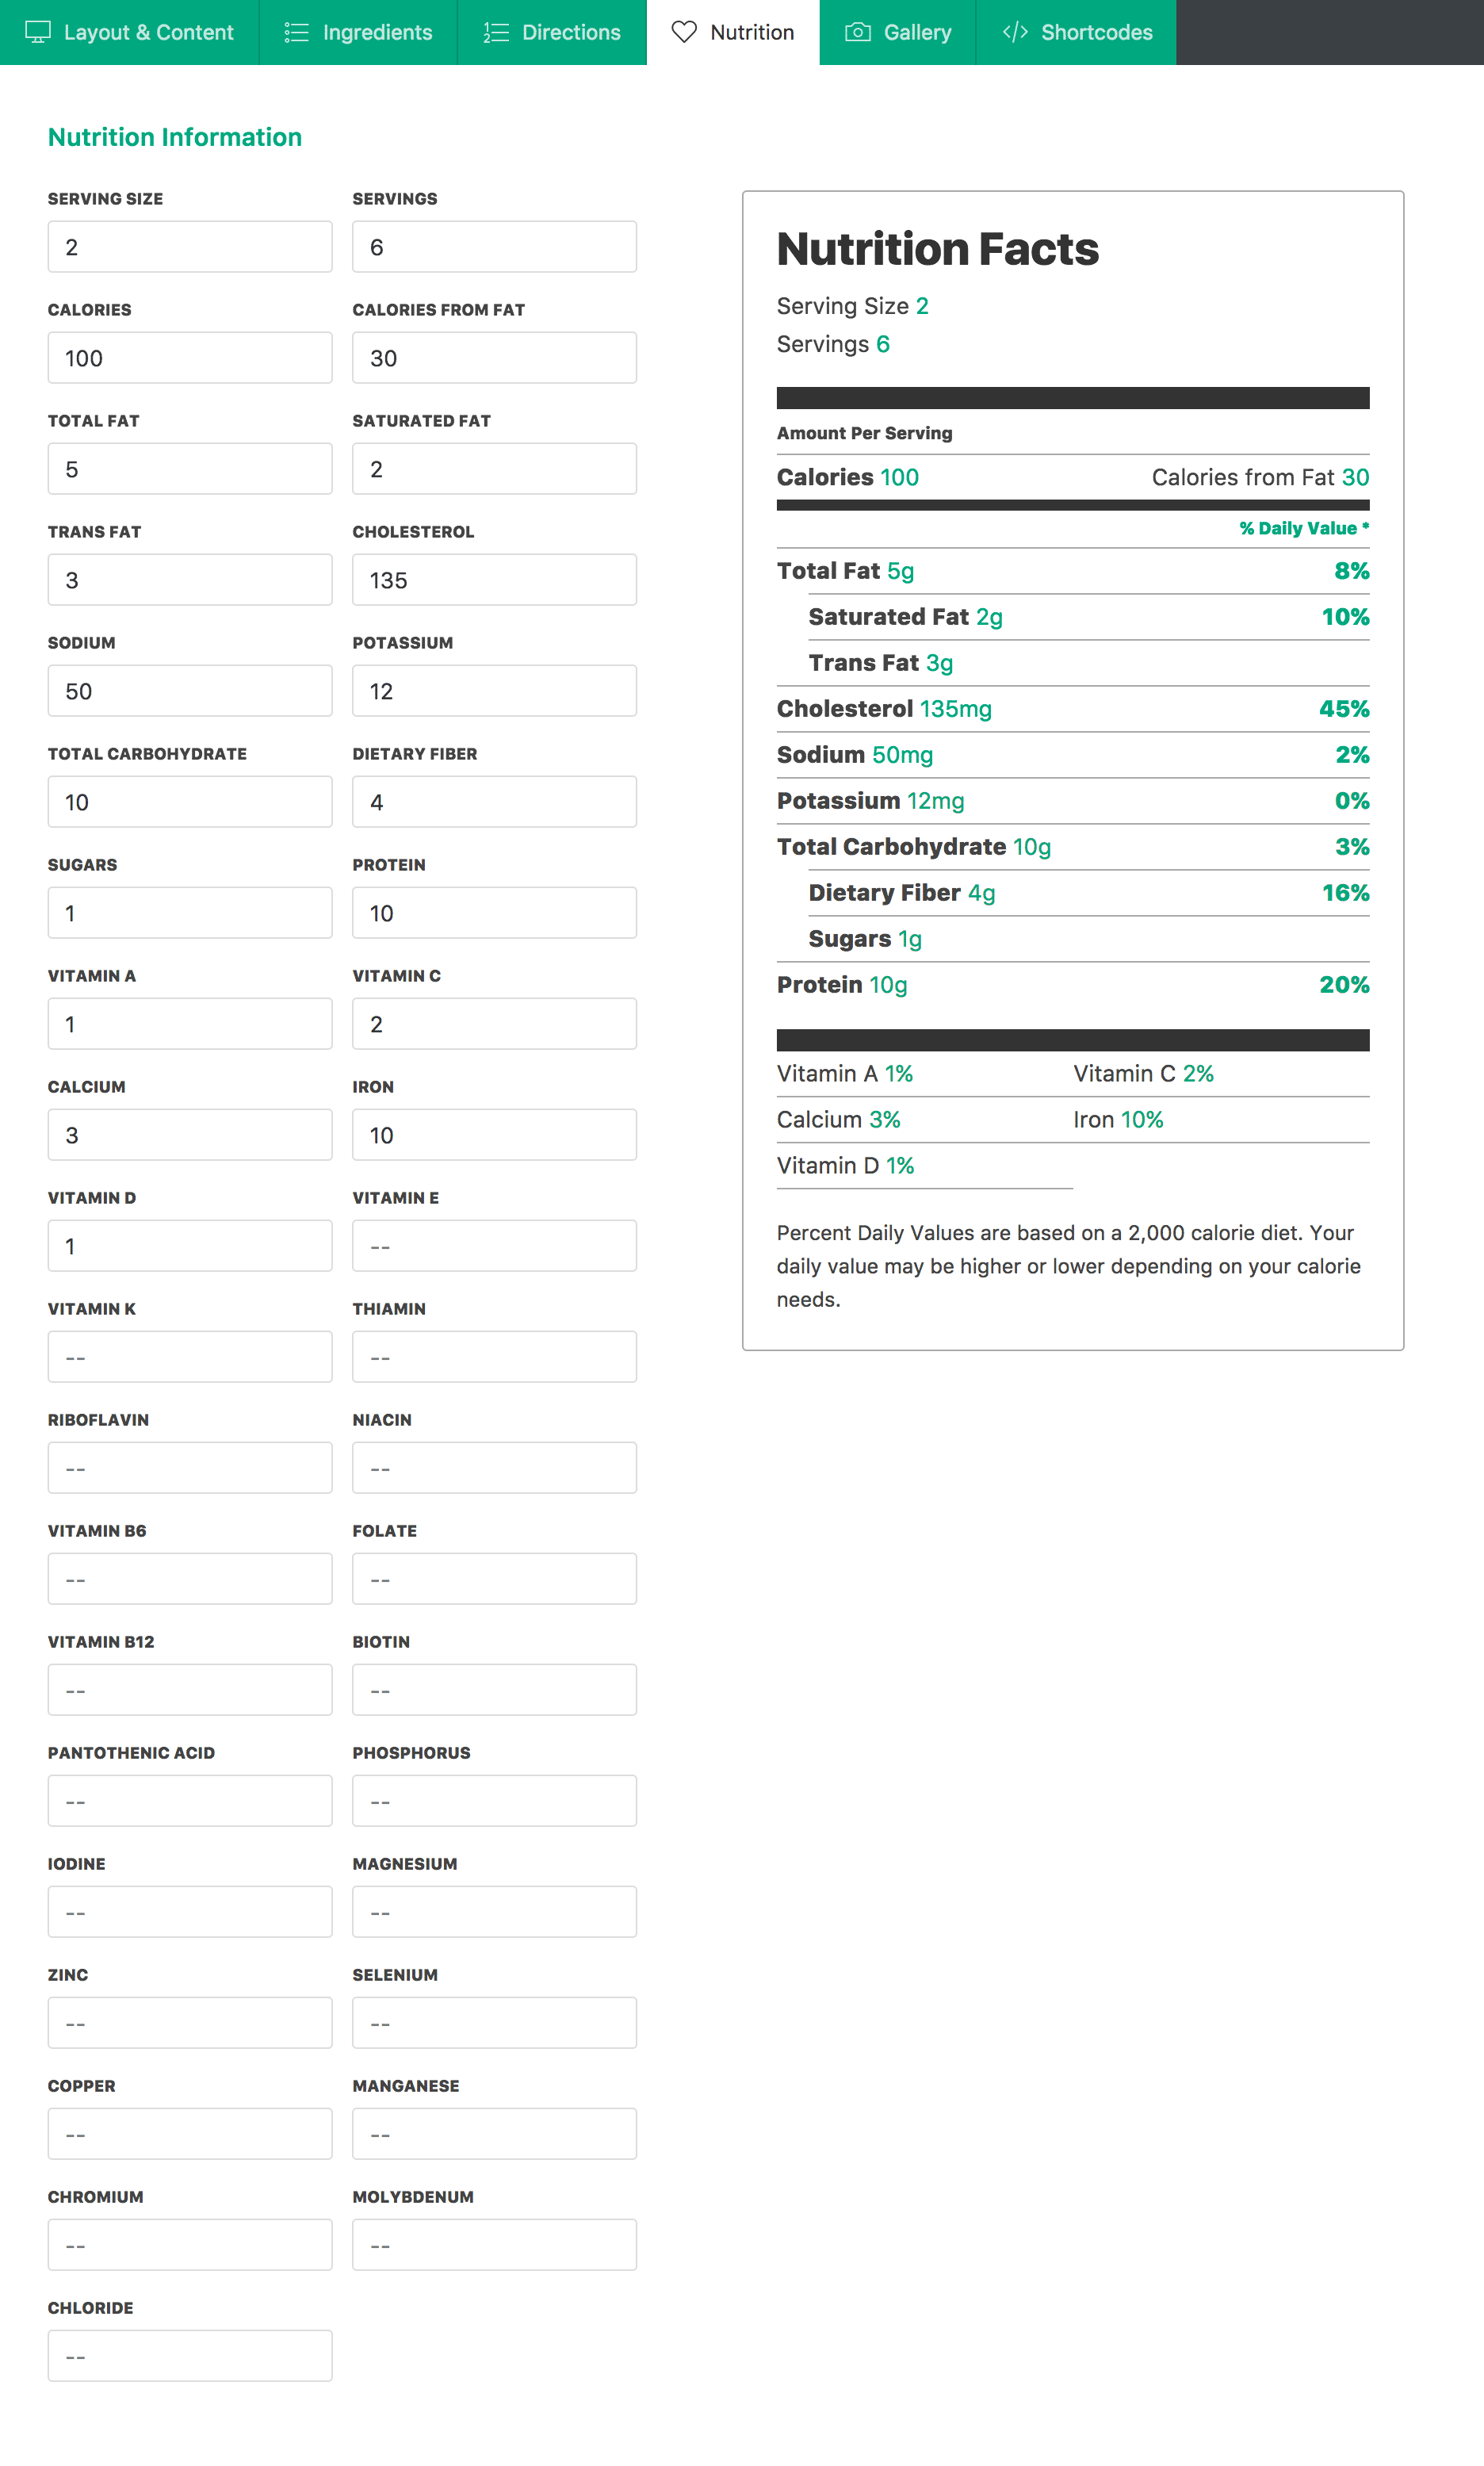 Layout & Content Ingredients Directions Nutrition Gallery Shortcodes
Nutrition Information
SERVING SIZE SERVINGS
2 6
CALORIES CALORIES FROM FAT
100 30
TOTAL FAT SATURATED FAT
5 2
TRANS FAT CHOLESTEROL
3 135
SODIUM POTASSIUM
50 12
TOTAL CARBOHYDRATE DIETARY FIBER
10 4
SUGARS PROTEIN
1 10
VITAMIN A VITAMIN C
1 2
CALCIUM IRON
3 10
VITAMIN D VITAMIN E
1 --
VITAMIN K THIAMIN
-- --
RIBOFLAVIN NIACIN
-- --
VITAMIN B6 FOLATE
-- --
VITAMIN B12 BIOTIN
-- --
PANTOTHENIC ACID PHOSPHORUS
-- --
IODINE MAGNESIUM
-- --
ZINC SELENIUM
-- --
COPPER MANGANESE
-- --
CHROMIUM MOLYBDENUM
-- --
CHLORIDE
--
Nutrition Facts
Serving Size 2
Servings 6
Amount Per Serving
Calories 100 Calories from Fat 30
% Daily Value *
Total Fat 5g 8%
Saturated Fat 2g 10%
Trans Fat 3g
Cholesterol 135mg 45%
Sodium 50mg 2%
Potassium 12mg 0%
Total Carbohydrate 10g 3%
Dietary Fiber 4g 16%
Sugars 1g
Protein 10g 20%
Vitamin A 1% Vitamin C 2%
Calcium 3% Iron 10%
Vitamin D 1%
Percent Daily Values are based on a 2,000 calorie diet. Your
daily value may be higher or lower depending on your calorie
needs.